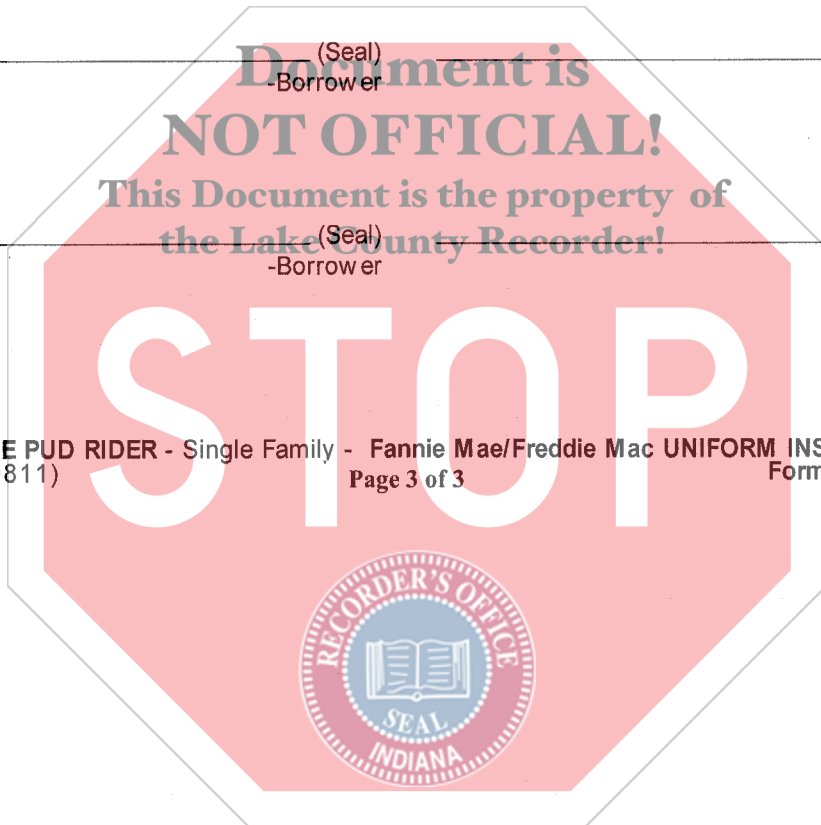 (Seal)
-Borrower
Document is
NOT OFFICIAL!
This Document is the property of
the Lake County Recorder!
(Seal)
-Borrower
STOP
E PUD RIDER - Single Family - Fannie Mae/Freddie Mac UNIFORM INS
811) Page 3 of 3 Form
RECORDER'S OFFICE
SEAL
INDIANA